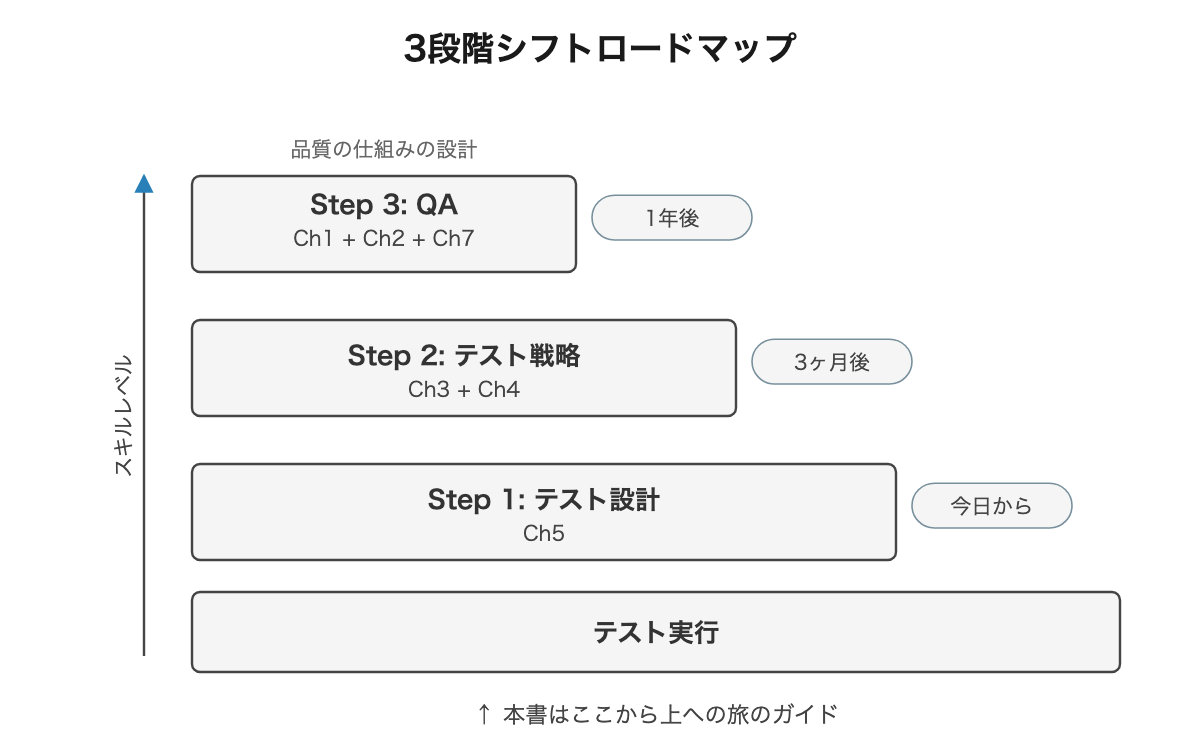 3段階シフトロードマップ
品質の仕組みの設計
Step 3: QA
Ch1 + Ch2 + Ch7
1年後
Step 2: テスト戦略
Ch3 + Ch4
3ヶ月後
スキルレベル
Step 1: テスト設計
Ch5
今日から
テスト実行
↑ 本書はここから上への旅のガイド